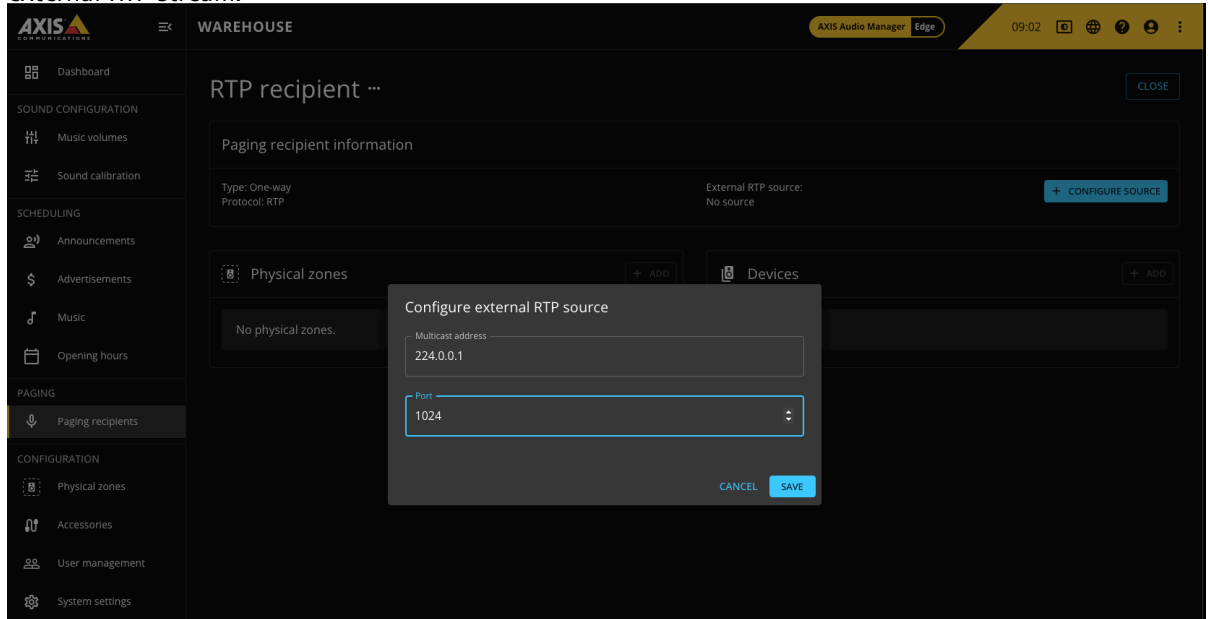 external RTP stream.
AXIS
COMMUNICATIONS
WAREHOUSE
AXIS Audio Manager Edge
09:02
Dashboard
SOUND CONFIGURATION
Music volumes
Sound calibration
SCHEDULING
Announcements
Advertisements
Music
Opening hours
PAGING
Paging recipients
CONFIGURATION
Physical zones
Accessories
User management
System settings
RTP recipient ···
CLOSE
Paging recipient information
Type: One-way
Protocol: RTP
External RTP source:
No source
+ CONFIGURE SOURCE
Physical zones
+ ADD
No physical zones.
Devices
+ ADD
Configure external RTP source
Multicast address
224.0.0.1
Port
1024
CANCEL
SAVE